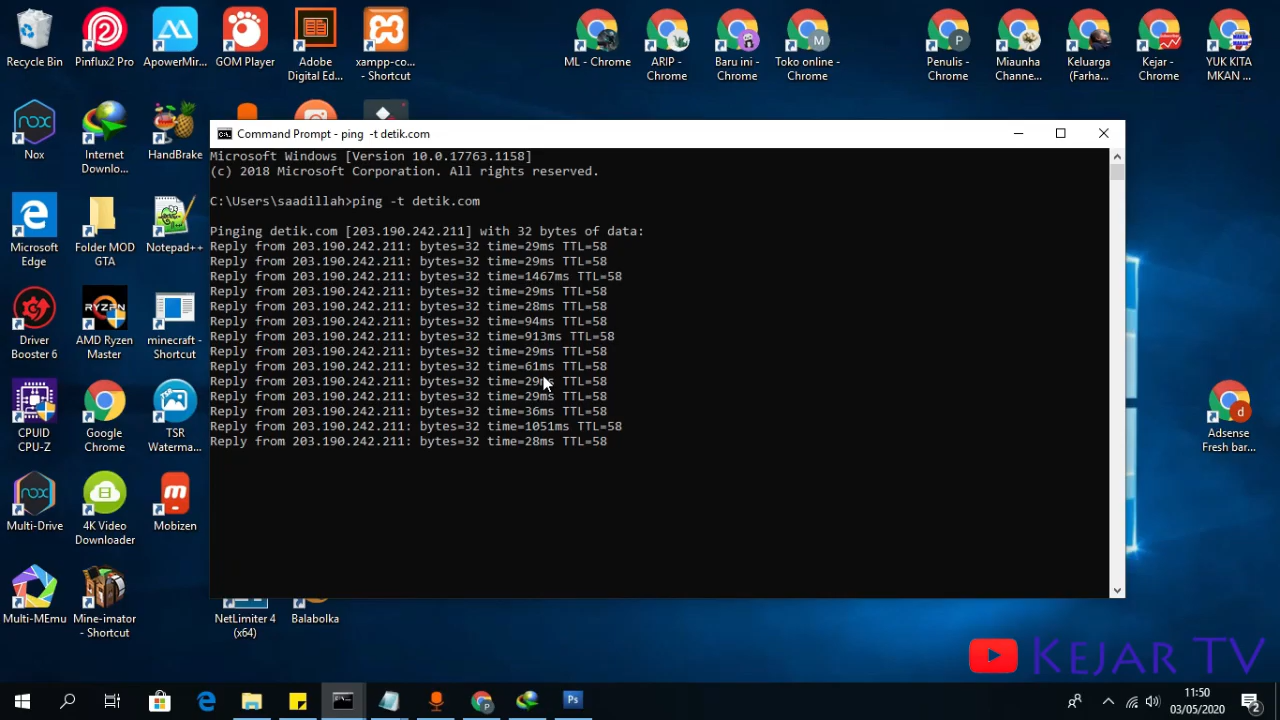 Recycle Bin
Pinflux2 Pro
ApowerMir...
GOM Player
Adobe
Digital Ed...
xampp-co...
- Shortcut
ML - Chrome
ARIP -
Chrome
Baru ini -
Chrome
Toko online -
Chrome
Penulis -
Chrome
Miaunha
Channe...
Keluarga
(Farha...
Kejar -
Chrome
YUK KITA
MKAN ...
Nox
Internet
Downlo...
HandBrake
Command Prompt - ping -t detik.com
Microsoft Windows [Version 10.0.17763.1158]
(c) 2018 Microsoft Corporation. All rights reserved.
C:\Users\saadillah>ping -t detik.com
Pinging detik.com [203.190.242.211] with 32 bytes of data:
Reply from 203.190.242.211: bytes=32 time=29ms TTL=58
Reply from 203.190.242.211: bytes=32 time=29ms TTL=58
Reply from 203.190.242.211: bytes=32 time=1467ms TTL=58
Reply from 203.190.242.211: bytes=32 time=29ms TTL=58
Reply from 203.190.242.211: bytes=32 time=28ms TTL=58
Reply from 203.190.242.211: bytes=32 time=94ms TTL=58
Reply from 203.190.242.211: bytes=32 time=913ms TTL=58
Reply from 203.190.242.211: bytes=32 time=29ms TTL=58
Reply from 203.190.242.211: bytes=32 time=61ms TTL=58
Reply from 203.190.242.211: bytes=32 time=29ms TTL=58
Reply from 203.190.242.211: bytes=32 time=29ms TTL=58
Reply from 203.190.242.211: bytes=32 time=36ms TTL=58
Reply from 203.190.242.211: bytes=32 time=1051ms TTL=58
Reply from 203.190.242.211: bytes=32 time=28ms TTL=58
Microsoft
Edge
Folder MOD
GTA
Notepad++
Driver
Booster 6
AMD Ryzen
Master
minecraft -
Shortcut
CPUID
CPU-Z
Google
Chrome
TSR
Waterma...
Adsense
Fresh bar...
Multi-Drive
4K Video
Downloader
Mobizen
Multi-MEmu
Mine-imator
- Shortcut
NetLimiter 4
(x64)
Balabolka
KEJAR TV
11:50
03/05/2020